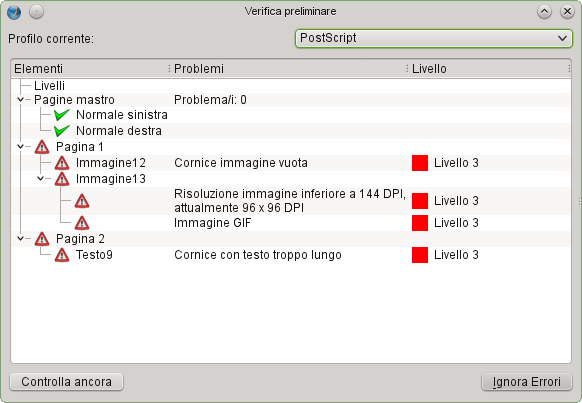 Verifica preliminare
Profilo corrente: PostScript
Elementi Problemi Livello
Livelli
Pagine mastro Problema/i: 0
Normale sinistra
Normale destra
Pagina 1
Immagine12 Cornice immagine vuota Livello 3
Immagine13
Risoluzione immagine inferiore a 144 DPI,
attualmente 96 x 96 DPI Livello 3
Immagine GIF Livello 3
Pagina 2
Testo9 Cornice con testo troppo lungo Livello 3
Controlla ancora Ignora Errori